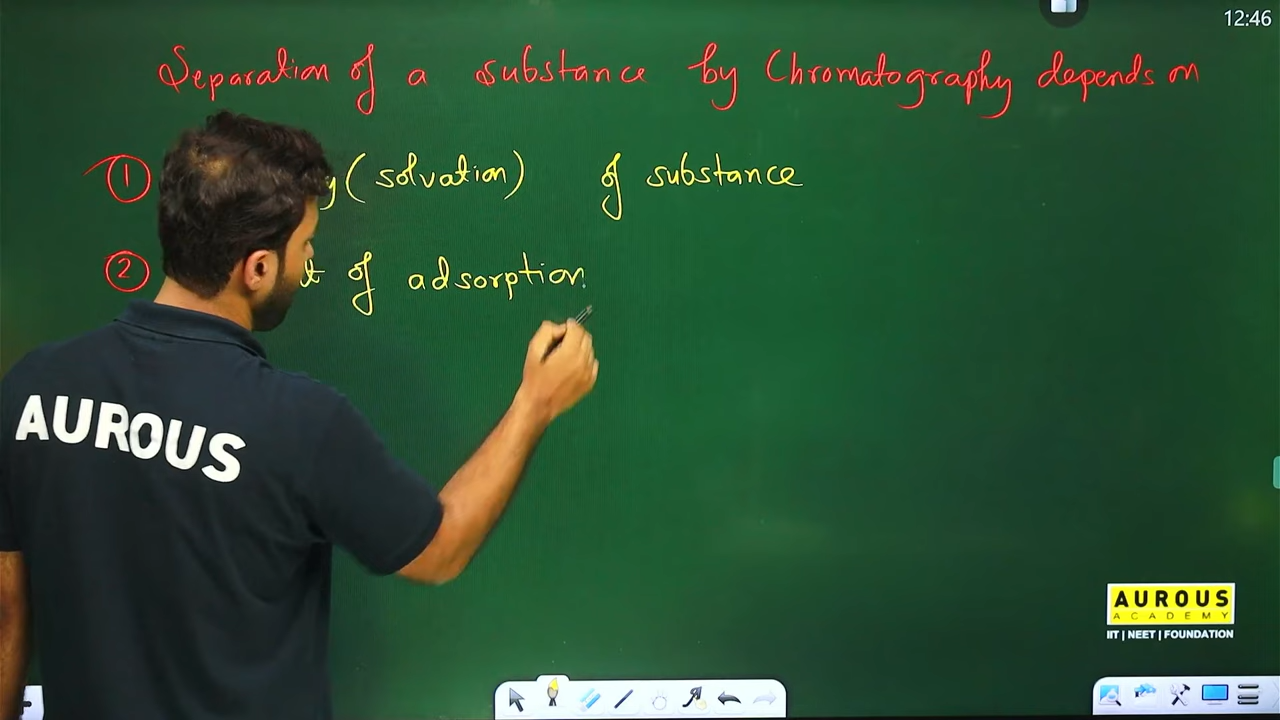 12:46
Separation of a substance by Chromatography depends on
1 y (solvation) of substance
2 t of adsorption
AUROUS
AUROUS
ACADEMY
IIT | NEET | FOUNDATION